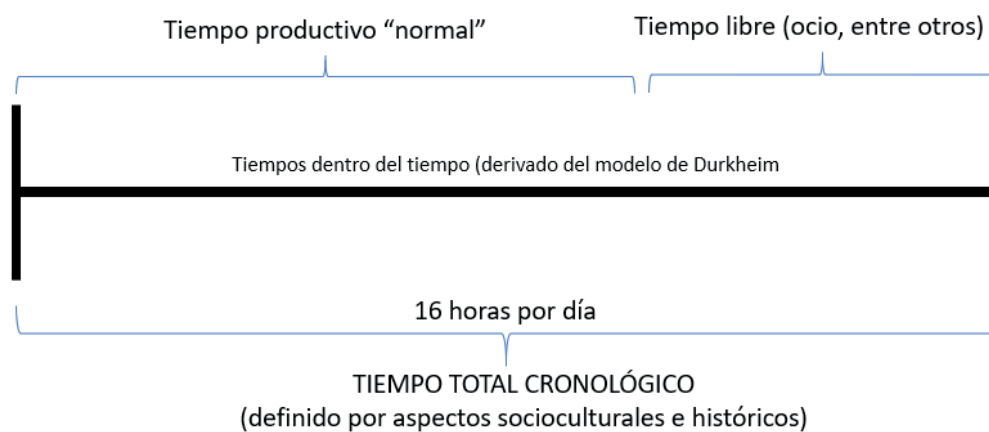 Tiempo productivo “normal”
Tiempo libre (ocio, entre otros)
Tiempos dentro del tiempo (derivado del modelo de Durkheim
16 horas por día
TIEMPO TOTAL CRONOLÓGICO
(definido por aspectos socioculturales e históricos)